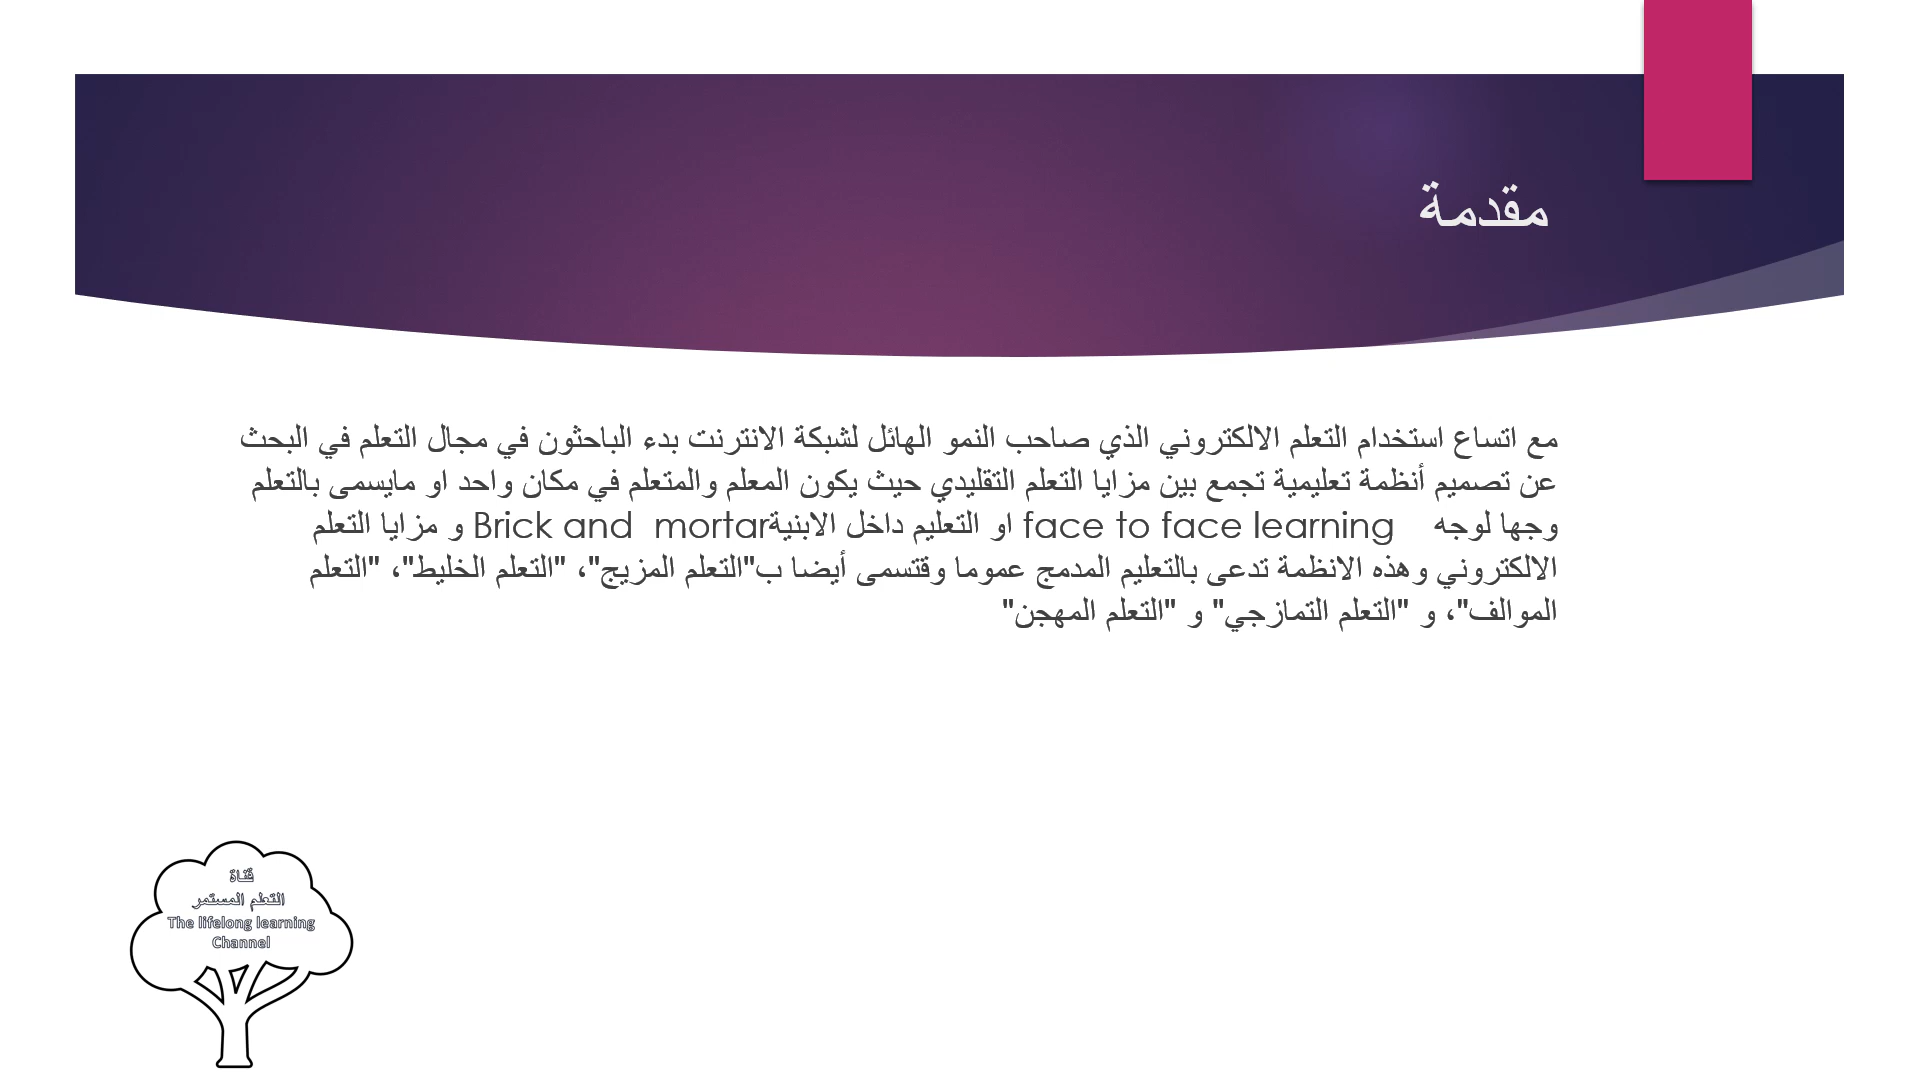 مقدمة
مع اتساع استخدام التعلم الالكتروني الذي صاحب النمو الهائل لشبكة الانترنت بدء الباحثون في مجال التعلم في البحث
عن تصميم أنظمة تعليمية تجمع بين مزايا التعلم التقليدي حيث يكون المعلم والمتعلم في مكان واحد او مايسمى بالتعلم
وجها لوجه face to face learning او التعليم داخل الابنيةBrick and mortar و مزايا التعلم
الالكتروني وهذه الانظمة تدعى بالتعليم المدمج عموما وقتسمى أيضا ب"التعلم المزيج"، "التعلم الخليط"، "التعلم
الموالف"، و "التعلم التمازجي" و "التعلم المهجن"
قناة
التعلم المستمر
The lifelong learning
Channel